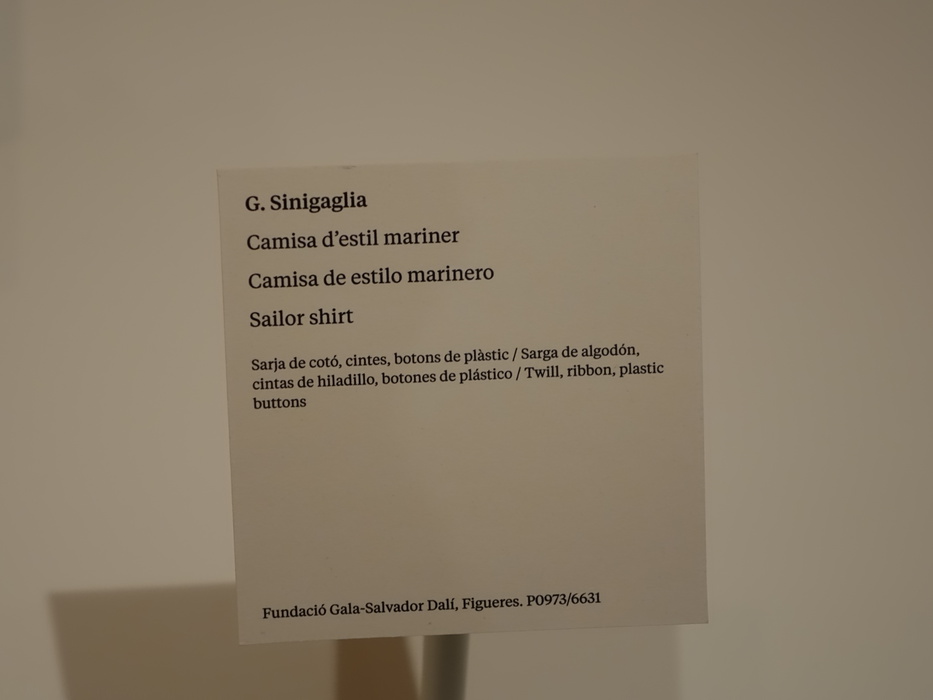 G. Sinigaglia
Camisa d’estil mariner
Camisa de estilo marinero
Sailor shirt
Sarja de cotó, cintes, botons de plàstic / Sarga de algodón,
cintas de hiladillo, botones de plástico / Twill, ribbon, plastic
buttons
Fundació Gala-Salvador Dalí, Figueres. P0973/6631